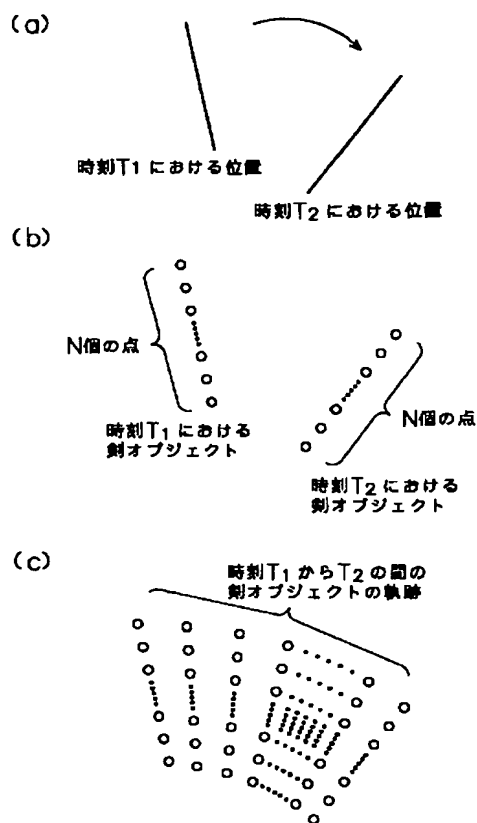 (a)
時刻T1 における位置
時刻T2 における位置
(b)
N個の点
時刻T1 における
剣オブジェクト
N個の点
時刻T2 における
剣オブジェクト
(c)
時刻T1 からT2 の間の
剣オブジェクトの軌跡